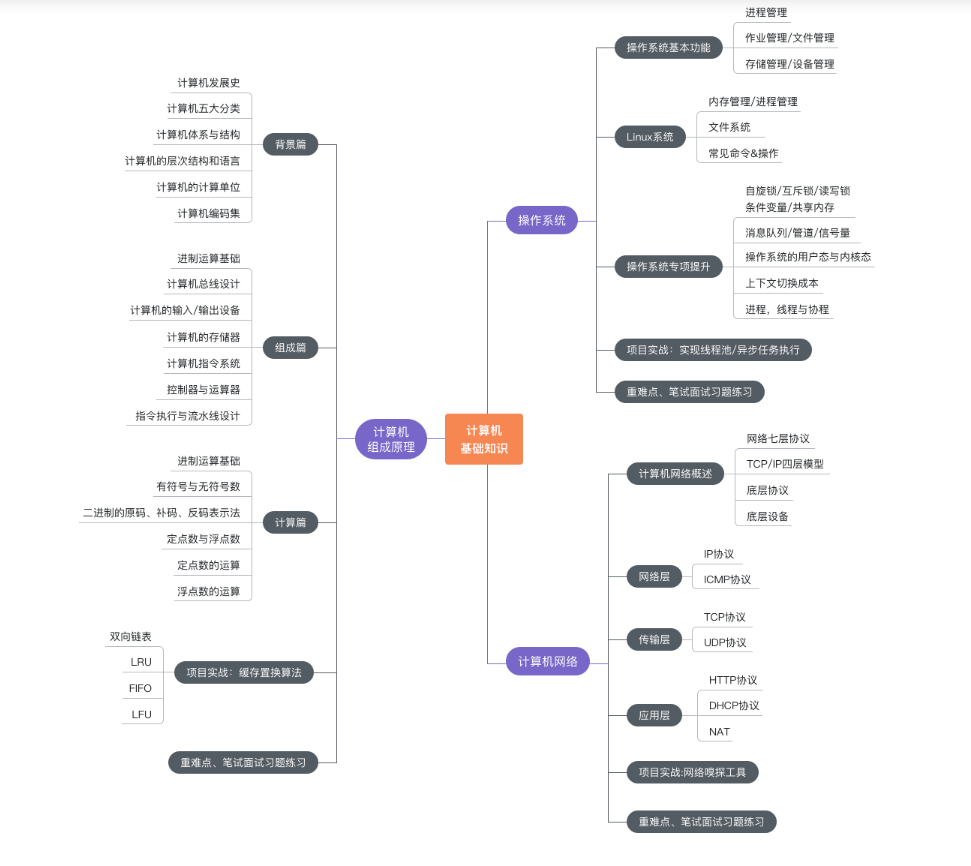 计算机
基础知识
计算机
组成原理
背景篇
计算机发展史
计算机五大分类
计算机体系与结构
计算机的层次结构和语言
计算机的计算单位
计算机编码集
组成篇
进制运算基础
计算机总线设计
计算机的输入/输出设备
计算机的存储器
计算机指令系统
控制器与运算器
指令执行与流水线设计
计算篇
进制运算基础
有符号与无符号数
二进制的原码、补码、反码表示法
定点数与浮点数
定点数的运算
浮点数的运算
项目实战：缓存置换算法
双向链表
LRU
FIFO
LFU
重难点、笔试面试习题练习
操作系统
操作系统基本功能
进程管理
作业管理/文件管理
存储管理/设备管理
Linux系统
内存管理/进程管理
文件系统
常见命令&操作
操作系统专项提升
自旋锁/互斥锁/读写锁
条件变量/共享内存
消息队列/管道/信号量
操作系统的用户态与内核态
上下文切换成本
进程，线程与协程
项目实战：实现线程池/异步任务执行
重难点、笔试面试习题练习
计算机网络
计算机网络概述
网络七层协议
TCP/IP四层模型
底层协议
底层设备
网络层
IP协议
ICMP协议
传输层
TCP协议
UDP协议
应用层
HTTP协议
DHCP协议
NAT
项目实战:网络嗅探工具
重难点、笔试面试习题练习